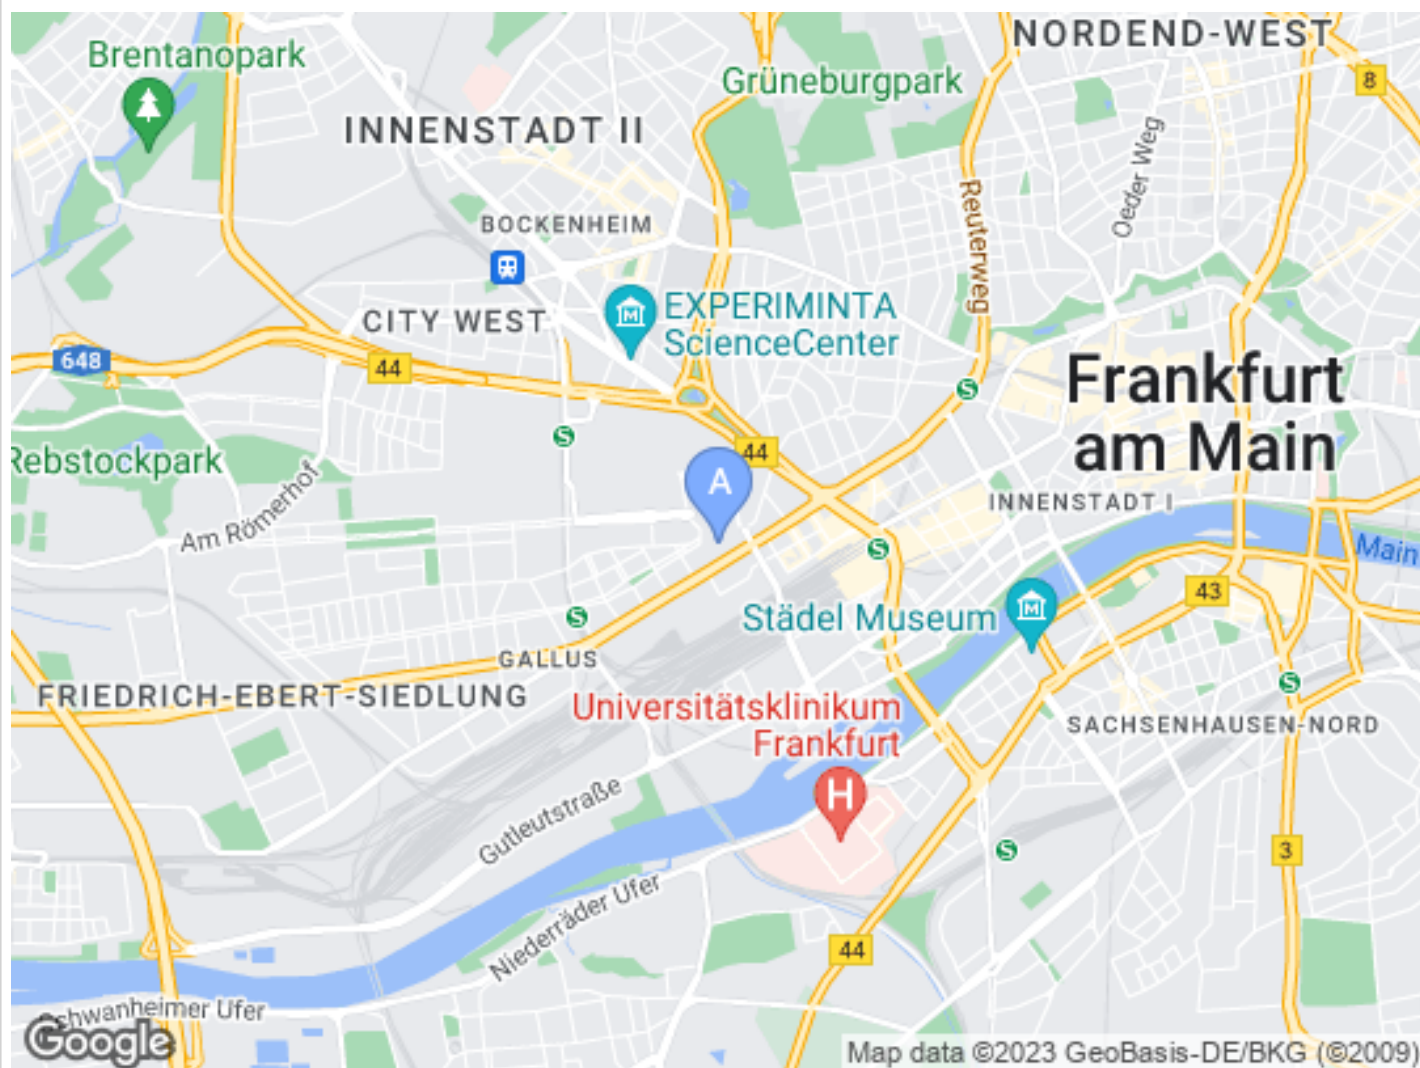 NORDEND-WEST
Brentanopark
Grüneburgpark
8
INNENSTADT II
Oeder Weg
BOCKENHEIM
Reuterweg
EXPERIMINTA
ScienceCenter
CITY WEST
648
44
Frankfurt
am Main
S
S
44
Rebstockpark
A
INNENSTADT I
Am Römerhof
S
Main
43
Städel Museum
M
M
S
GALLUS
S
FRIEDRICH-EBERT-SIEDLUNG
Universitätsklinikum
Frankfurt
SACHSENHAUSEN-NORD
H
Gutleutstraße
S
3
Niederräder Ufer
44
Schwanheimer Ufer
Google
Map data ©2023 GeoBasis-DE/BKG (©2009)